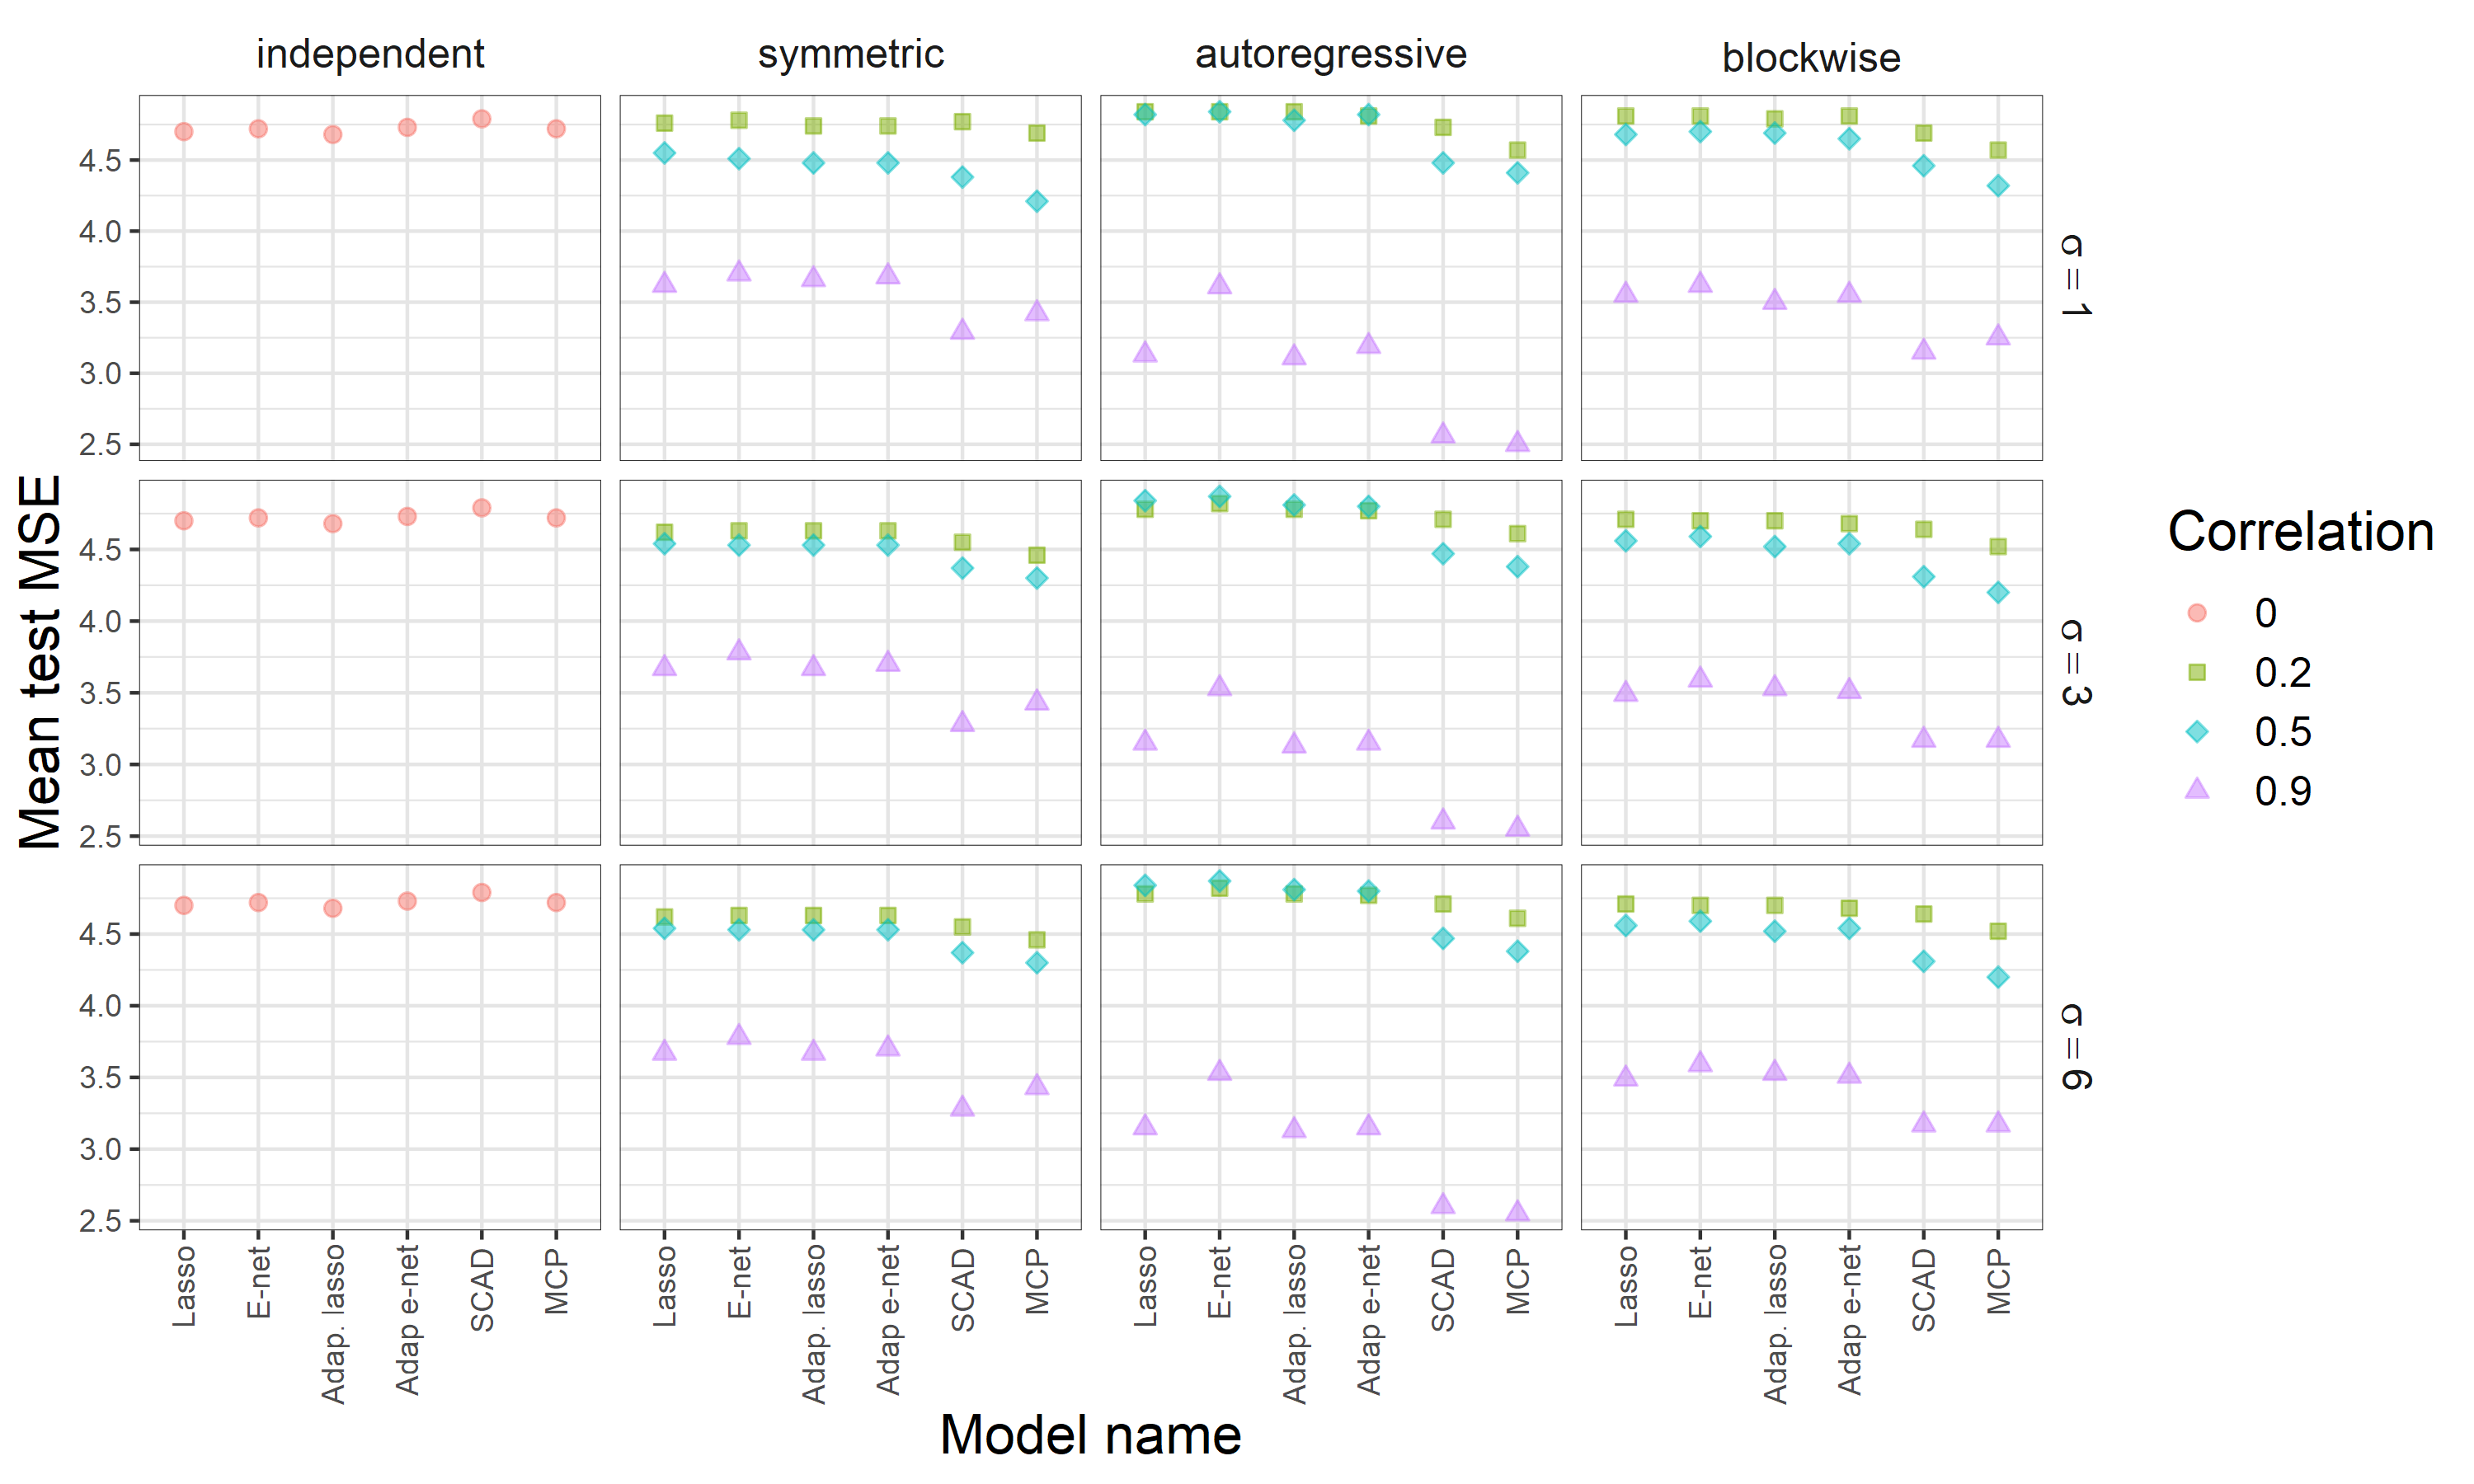 independent symmetric autoregressive blockwise
4.5
4.0
3.5
3.0
2.5
σ = 1
4.5
4.0
3.5
3.0
2.5
σ = 3
4.5
4.0
3.5
3.0
2.5
σ = 6
Mean test MSE
Lasso E-net Adap. lasso Adap e-net SCAD MCP
Lasso E-net Adap. lasso Adap e-net SCAD MCP
Lasso E-net Adap. lasso Adap e-net SCAD MCP
Lasso E-net Adap. lasso Adap e-net SCAD MCP
Model name
Correlation
0
0.2
0.5
0.9